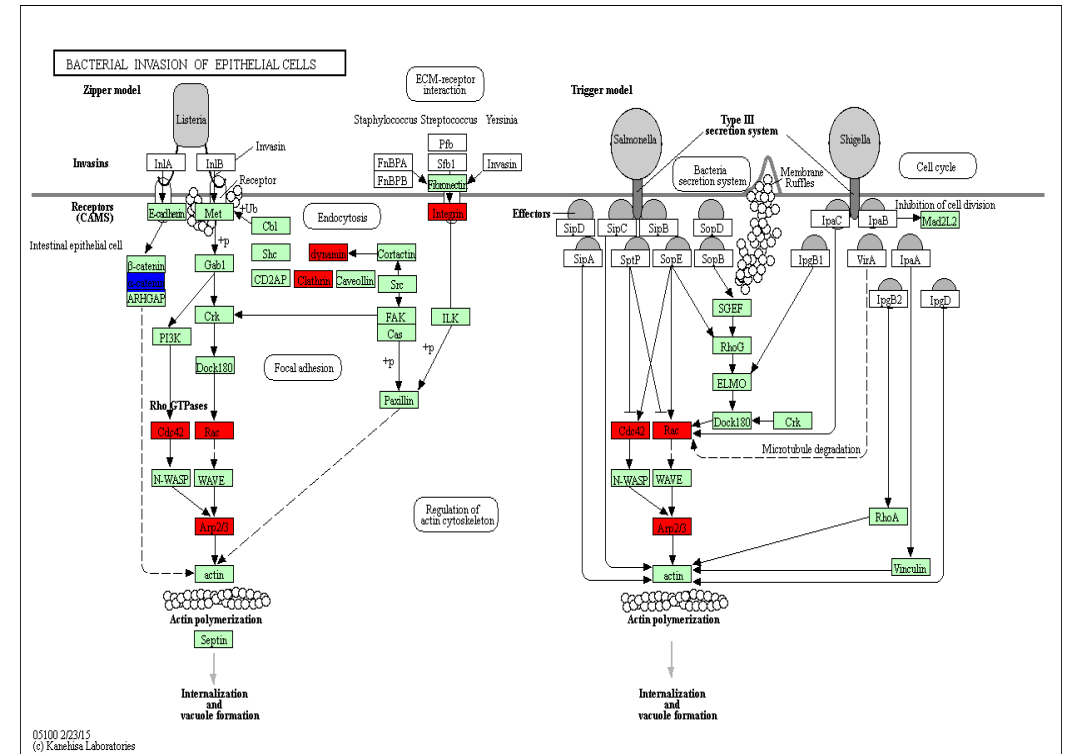 BACTERIAL INVASION OF EPITHELIAL CELLS
Zipper model
ECM-receptor
interaction
Trigger model
Listeria
Staphylococcus Streptococcus Yersinia
Salmonella
Type III
secretion system
Shigella
Invasin
Pfb
Invasins
InlA
InlB
FnBPA
Sfb1
Invasin
FnBPB
Fibronectin
Bacteria
secretion system
Membrane
Ruffles
Cell cycle
Receptor
Receptors
(CAMS)
E-cadherin
Met
+Ub
Cbl
Endocytosis
Integrin
Effectors
SipD
SipC
SipB
SopD
IpaC
IpaB
Inhibition of cell division
Mad2L2
Intestinal epithelial cell
+p
β-catenin
α-catenin
ARHGAP
Gab1
Shc
CD2AP
dynamin
Clathrin
Caveollin
Cortactin
Src
SipA
SptP
SopE
SopB
IpgB1
VirA
IpaA
IpgB2
IpgD
Crk
FAK
Cas
ILK
SGEF
PI3K
+p
+p
RhoG
Dock180
Focal adhesion
ELMO
Paxillin
Rho GTPases
Cdc42
Rac
Cdc42
Rac
Dock180
Crk
Microtubule degradation
N-WASP
WAVE
N-WASP
WAVE
Regulation of
actin cytoskeleton
Arp2/3
Arp2/3
RhoA
actin
actin
Vinculin
Actin polymerization
Actin polymerization
Septin
Internalization
and
vacuole formation
Internalization
and
vacuole formation
05100 2/23/15
(c) Kanehisa Laboratories